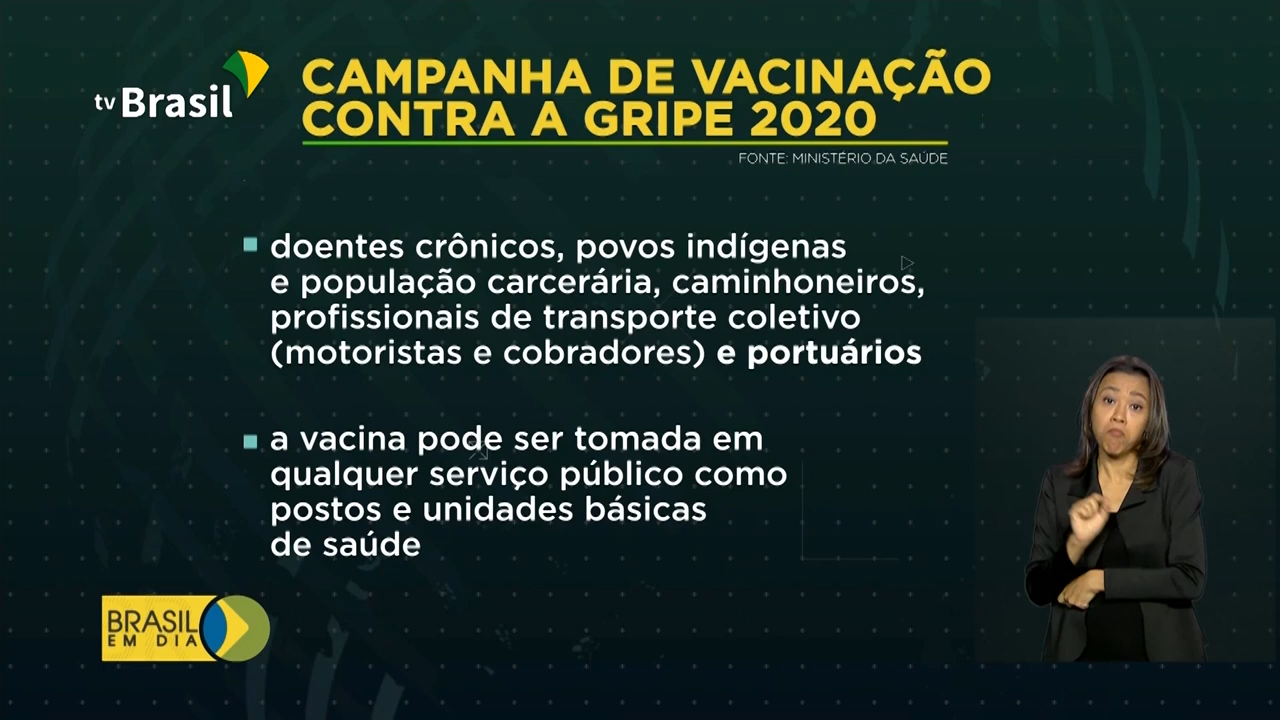 tv Brasil
CAMPANHA DE VACINAÇÃO
CONTRA A GRIPE 2020
FONTE: MINISTÉRIO DA SAÚDE
doentes crônicos, povos indígenas
e população carcerária, caminhoneiros,
profissionais de transporte coletivo
(motoristas e cobradores) e portuários
a vacina pode ser tomada em
qualquer serviço público como
postos e unidades básicas
de saúde
BRASIL
EM DIA